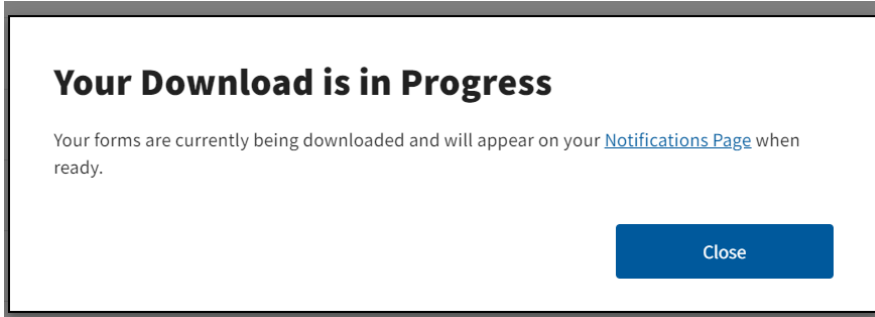 Your Download is in Progress
Your forms are currently being downloaded and will appear on your Notifications Page when
ready.
Close